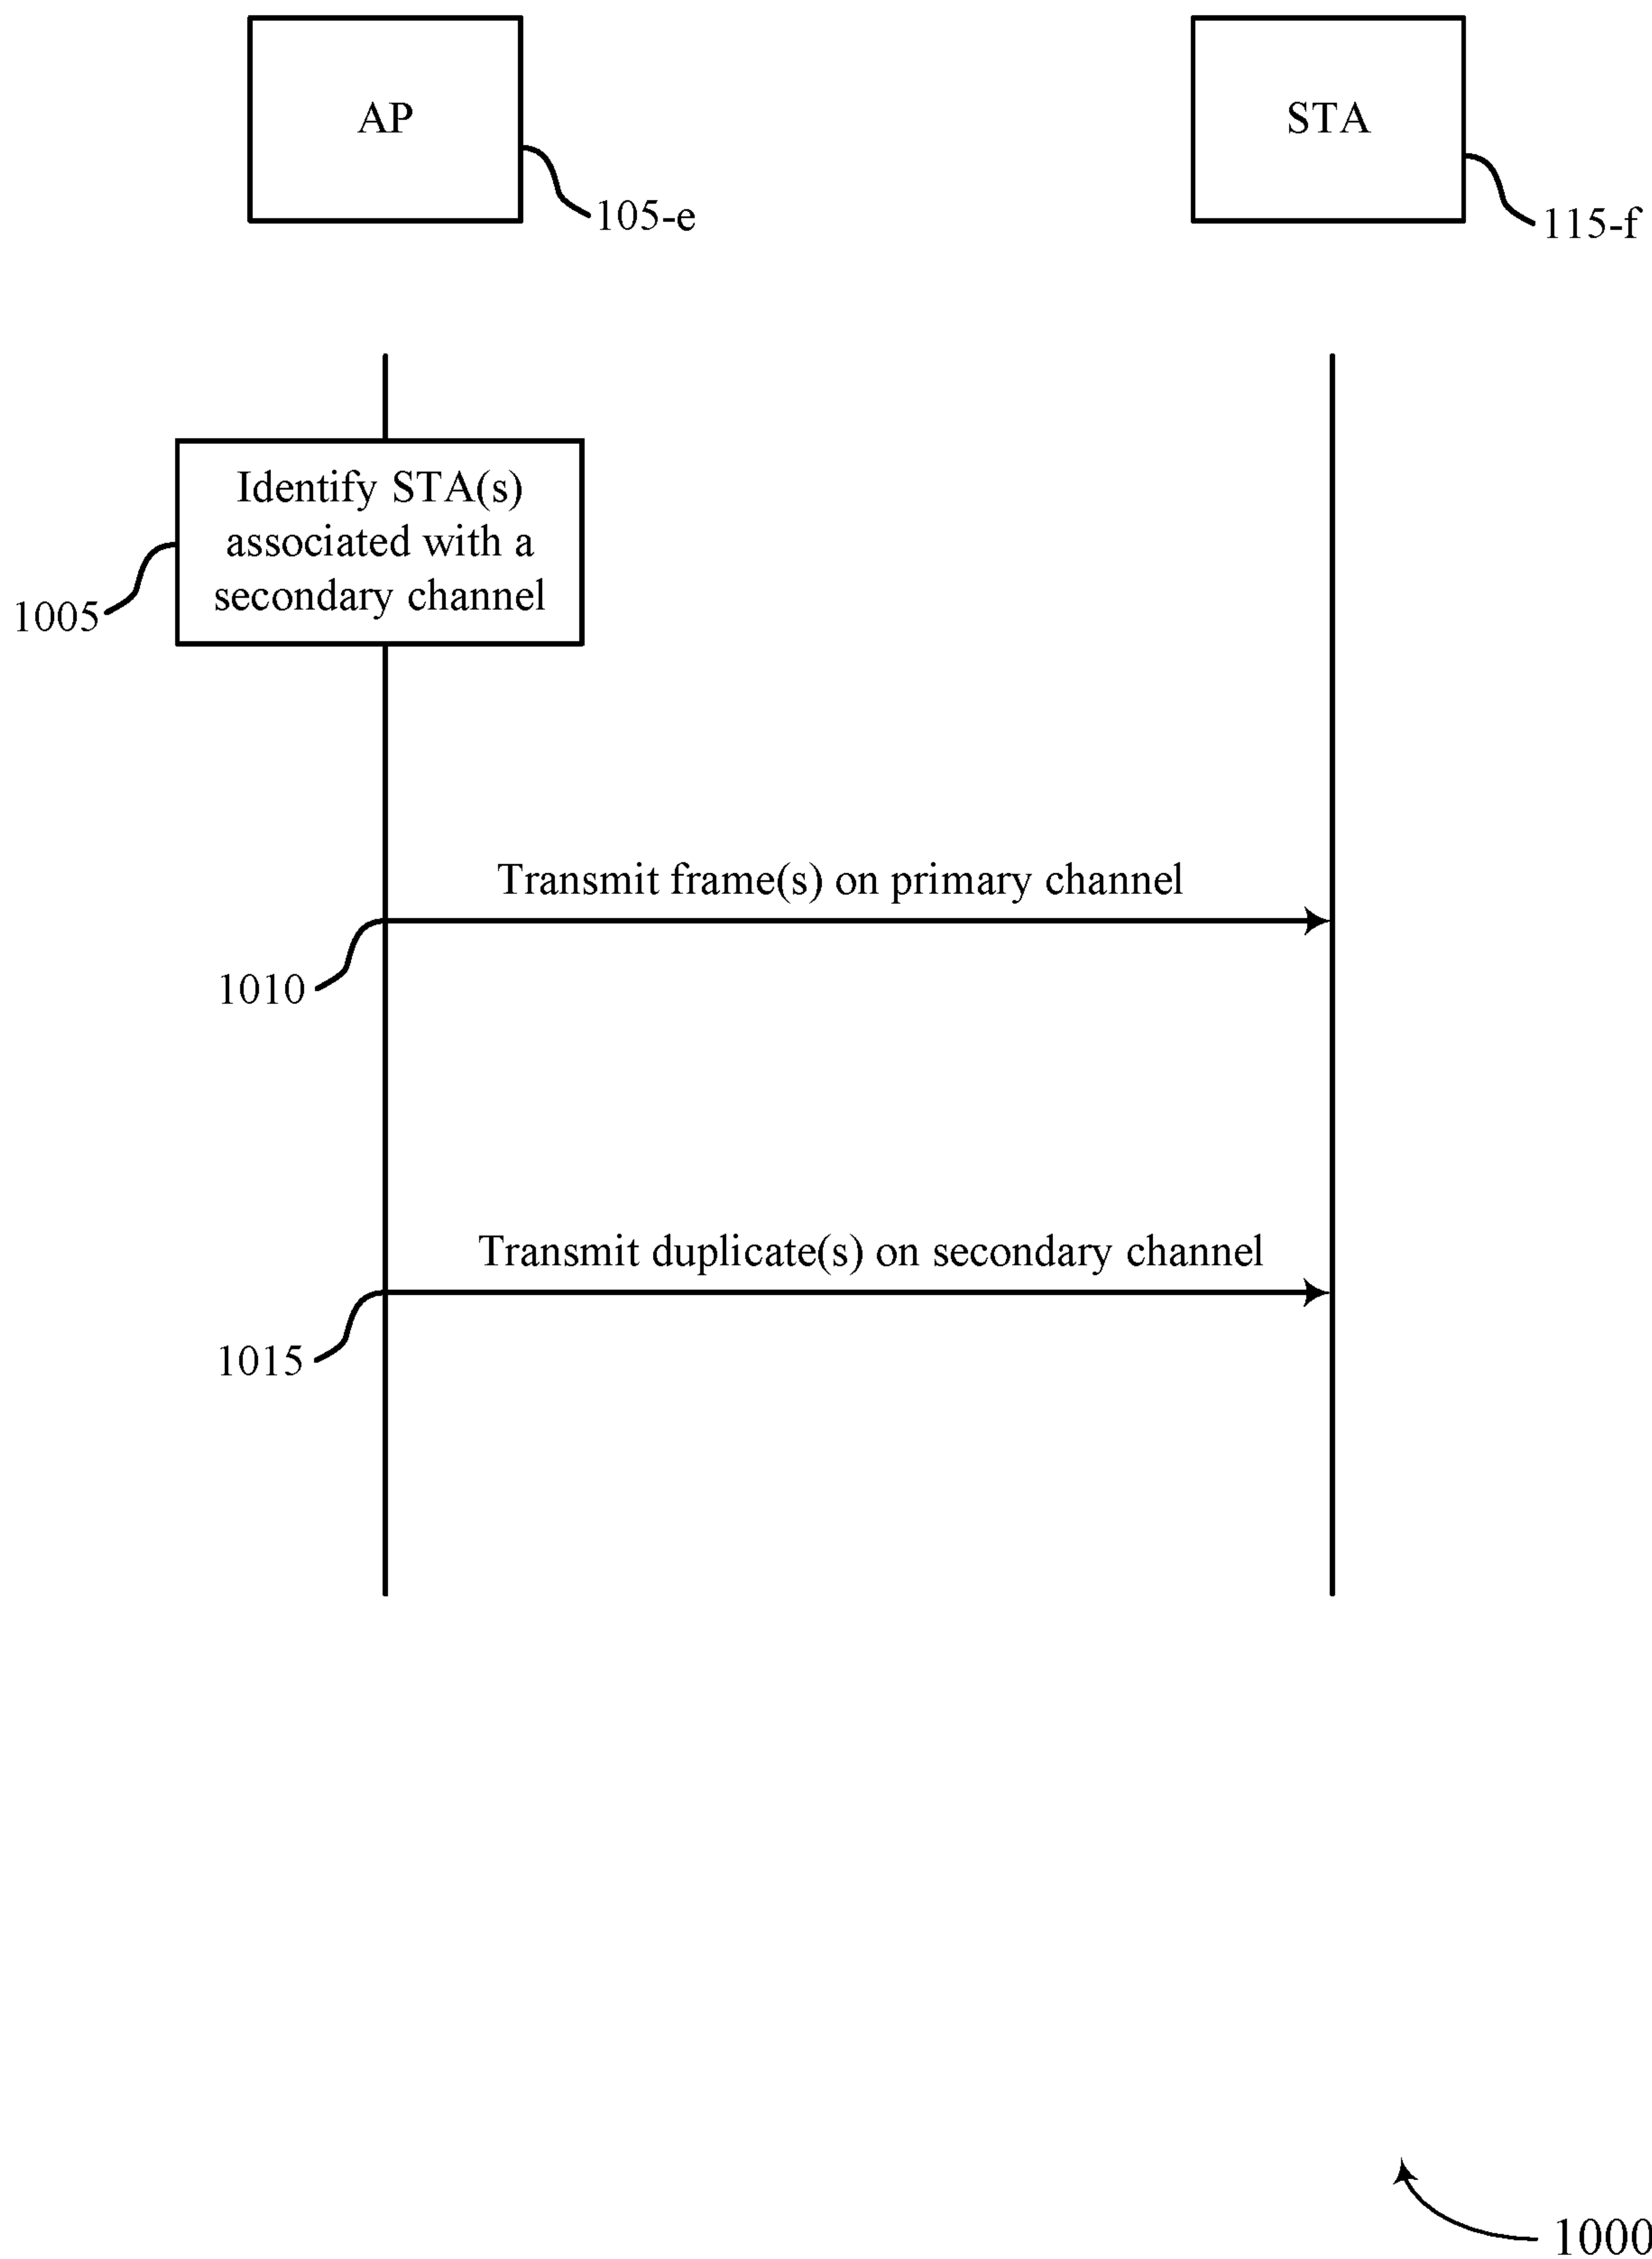 AP
STA
105-e
115-f
Identify STA(s)
associated with a
secondary channel
1005
Transmit frame(s) on primary channel
1010
Transmit duplicate(s) on secondary channel
1015
1000